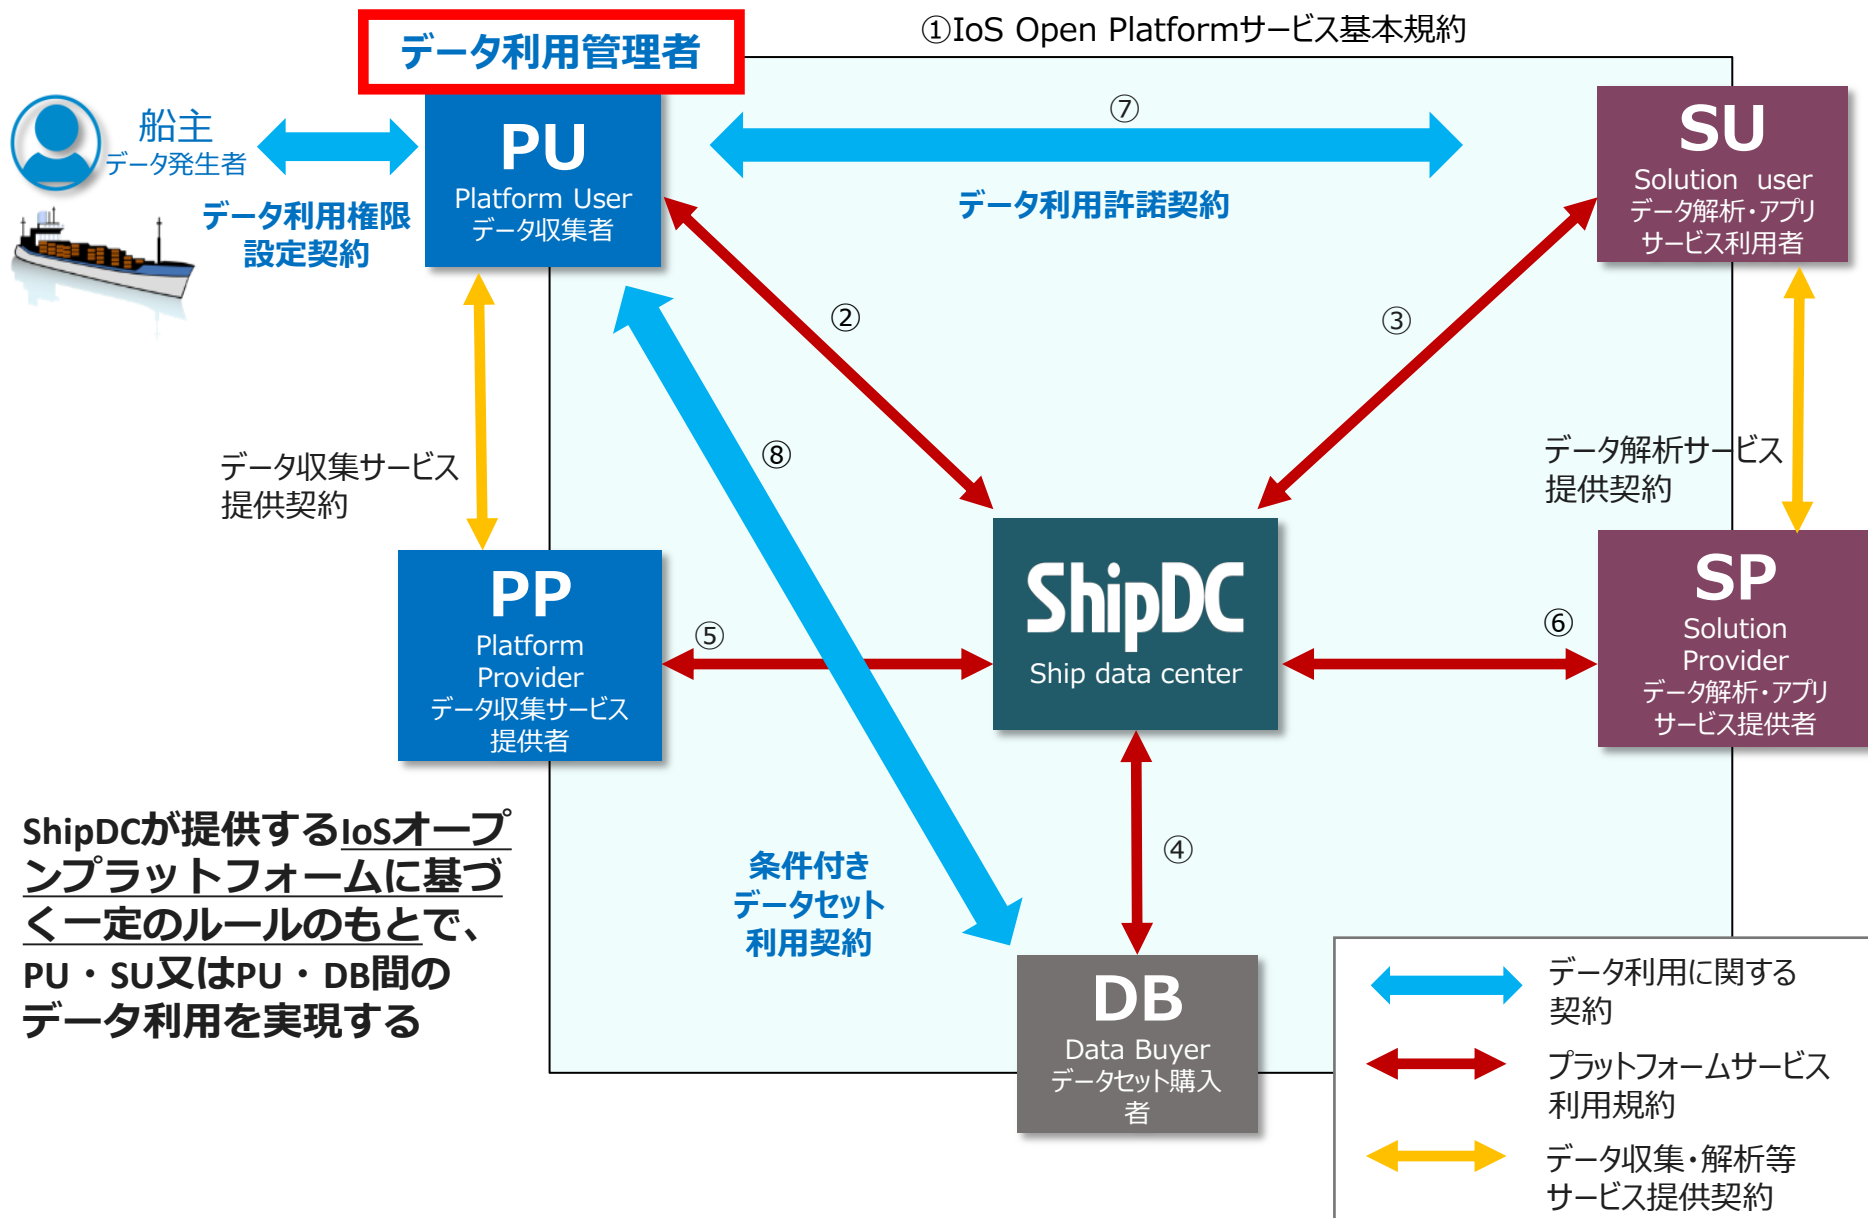 ①IoS Open Platformサービス基本規約
データ利用管理者
船主
データ発生者
データ利用権限
設定契約
PU
Platform User
データ収集者
⑦
データ利用許諾契約
SU
Solution user
データ解析・アプリ
サービス利用者
②
③
⑧
データ収集サービス
提供契約
データ解析サービス
提供契約
PP
Platform
Provider
データ収集サービス
提供者
⑤
ShipDC
Ship data center
⑥
SP
Solution
Provider
データ解析・アプリ
サービス提供者
ShipDCが提供するIoSオープ
ンプラットフォームに基づ
く一定のルールのもとで、
PU・SU又はPU・DB間の
データ利用を実現する
条件付き
データセット
利用契約
④
DB
Data Buyer
データセット購入
者
データ利用に関する
契約
プラットフォームサービス
利用規約
データ収集・解析等
サービス提供契約